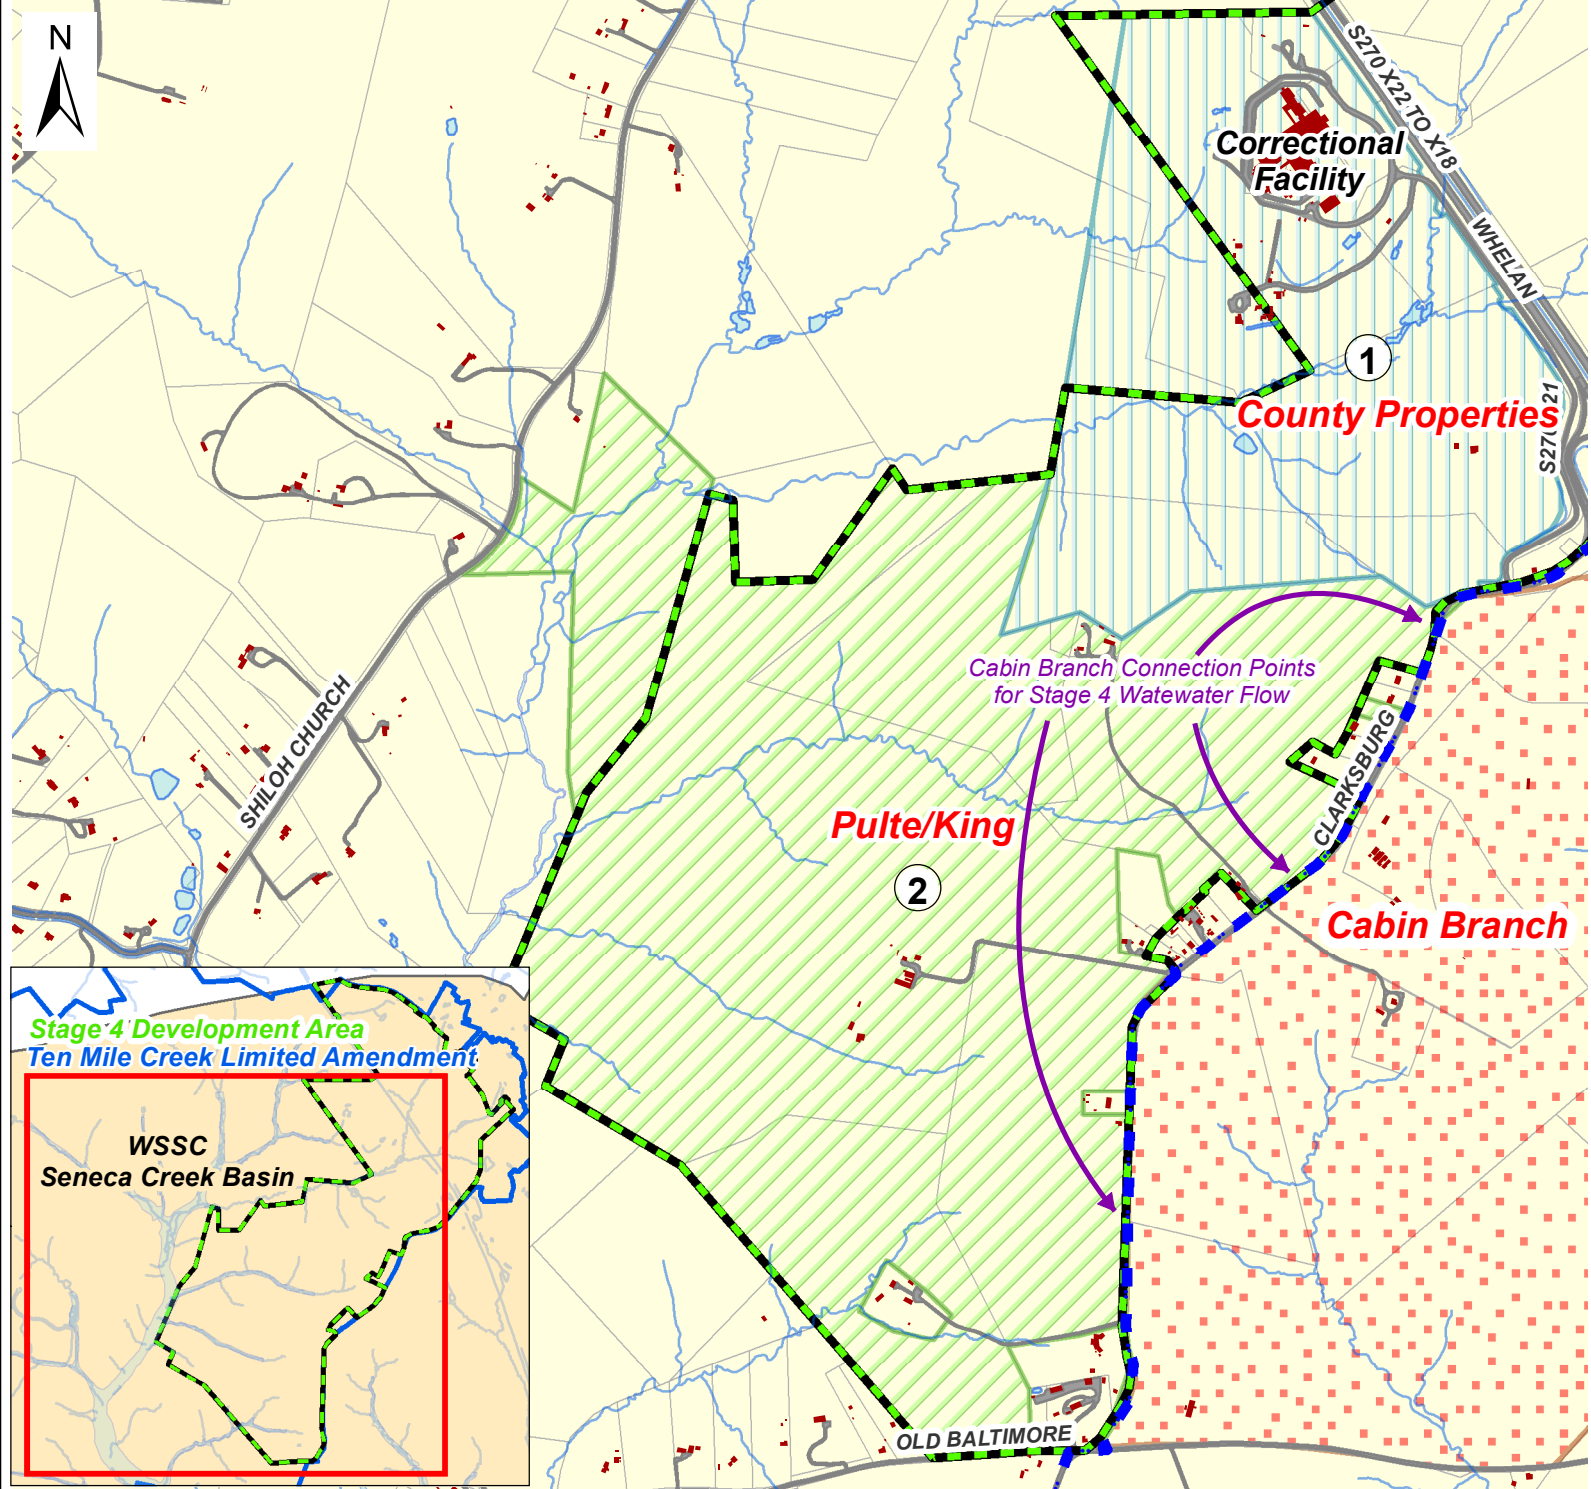 N
S270 X22 TO X18
Correctional
Facility
WHELAN
1
County Properties
S270
21
Cabin Branch Connection Points
for Stage 4 Watewater Flow
SHILOH CHURCH
CLARKSBURG
Pulte/King
2
Cabin Branch
Stage 4 Development Area
Ten Mile Creek Limited Amendment
WSSC
Seneca Creek Basin
OLD BALTIMORE